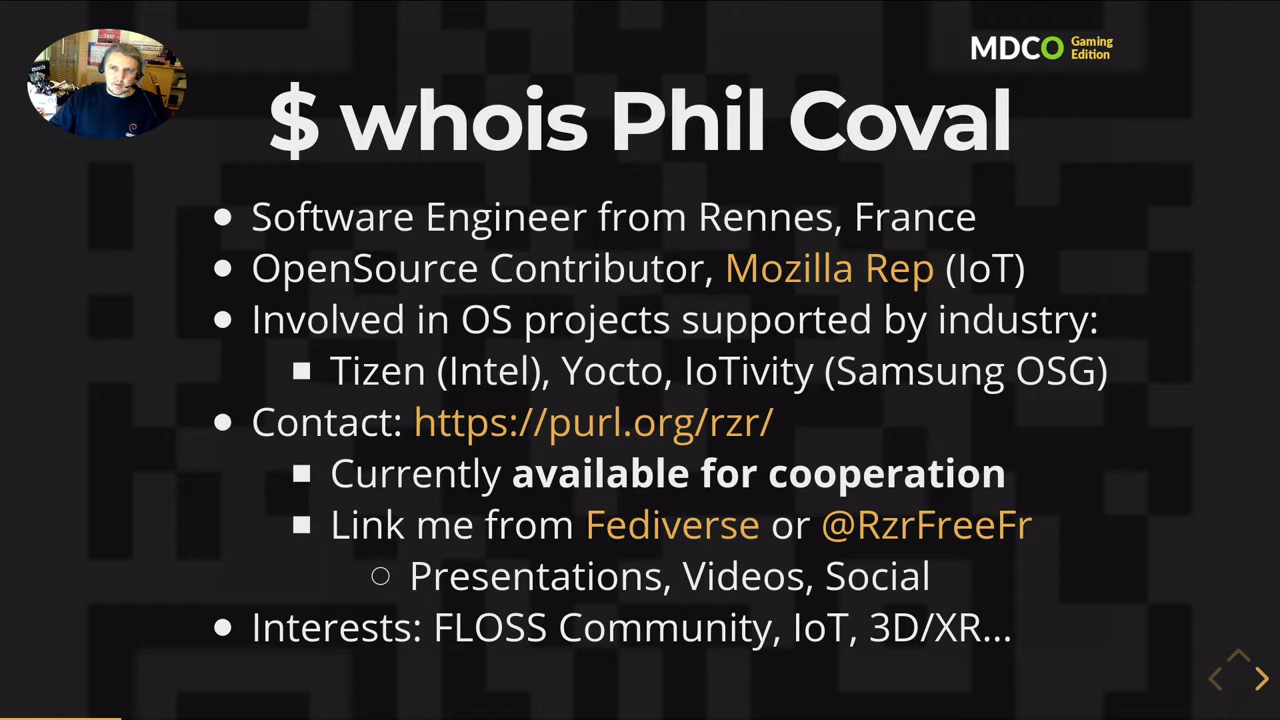 MDCO Gaming Edition
$ whois Phil Coval
Software Engineer from Rennes, France
OpenSource Contributor, Mozilla Rep (IoT)
Involved in OS projects supported by industry:
Tizen (Intel), Yocto, IoTivity (Samsung OSG)
Contact: https://purl.org/rzr/
Currently available for cooperation
Link me from Fediverse or @RzrFreeFr
Presentations, Videos, Social
Interests: FLOSS Community, IoT, 3D/XR...